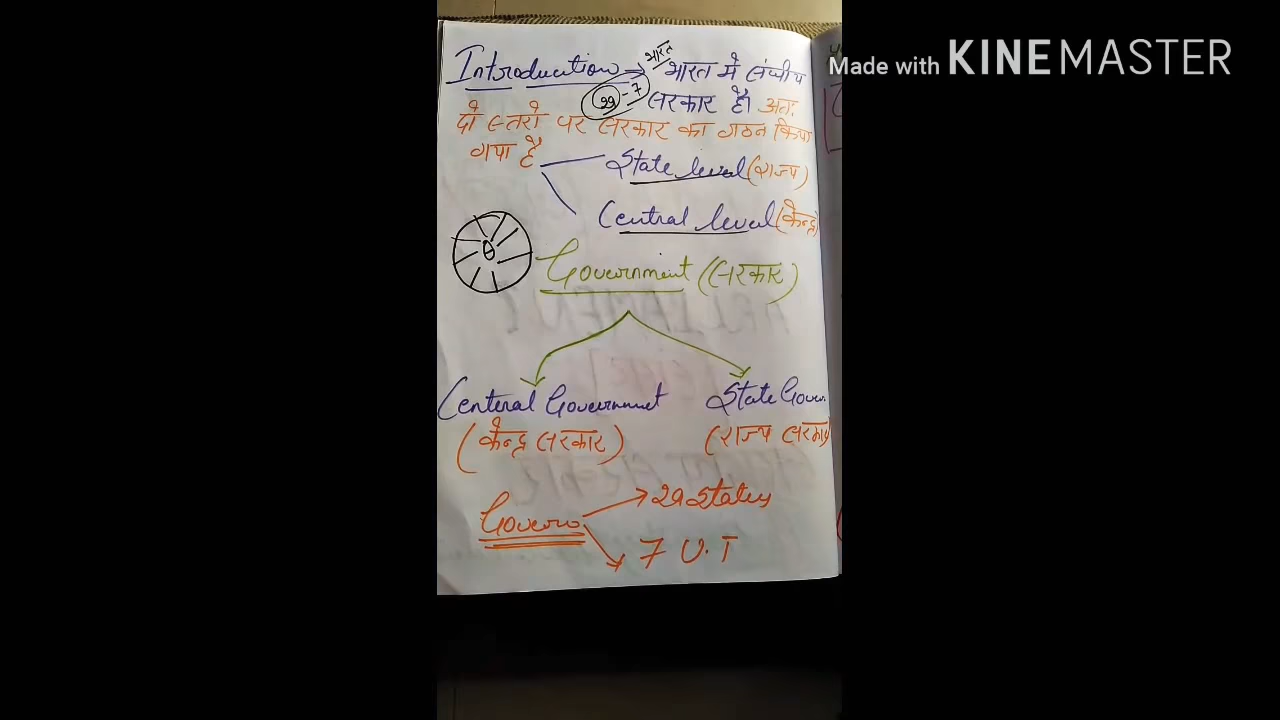 Made with KINEMASTER
Introducution → भारत में संघीय
भारत
29 - 7
सरकार है। अतः
दो स्तरो पर सरकार का गठन किया
गया है
State level (राज्य)
Central level (केन्द्र)
Government (सरकार)
Centeral Government
State Govern
(केन्द्र सरकार)
(राज्य सरकार)
Govern
29 States
7 U.T